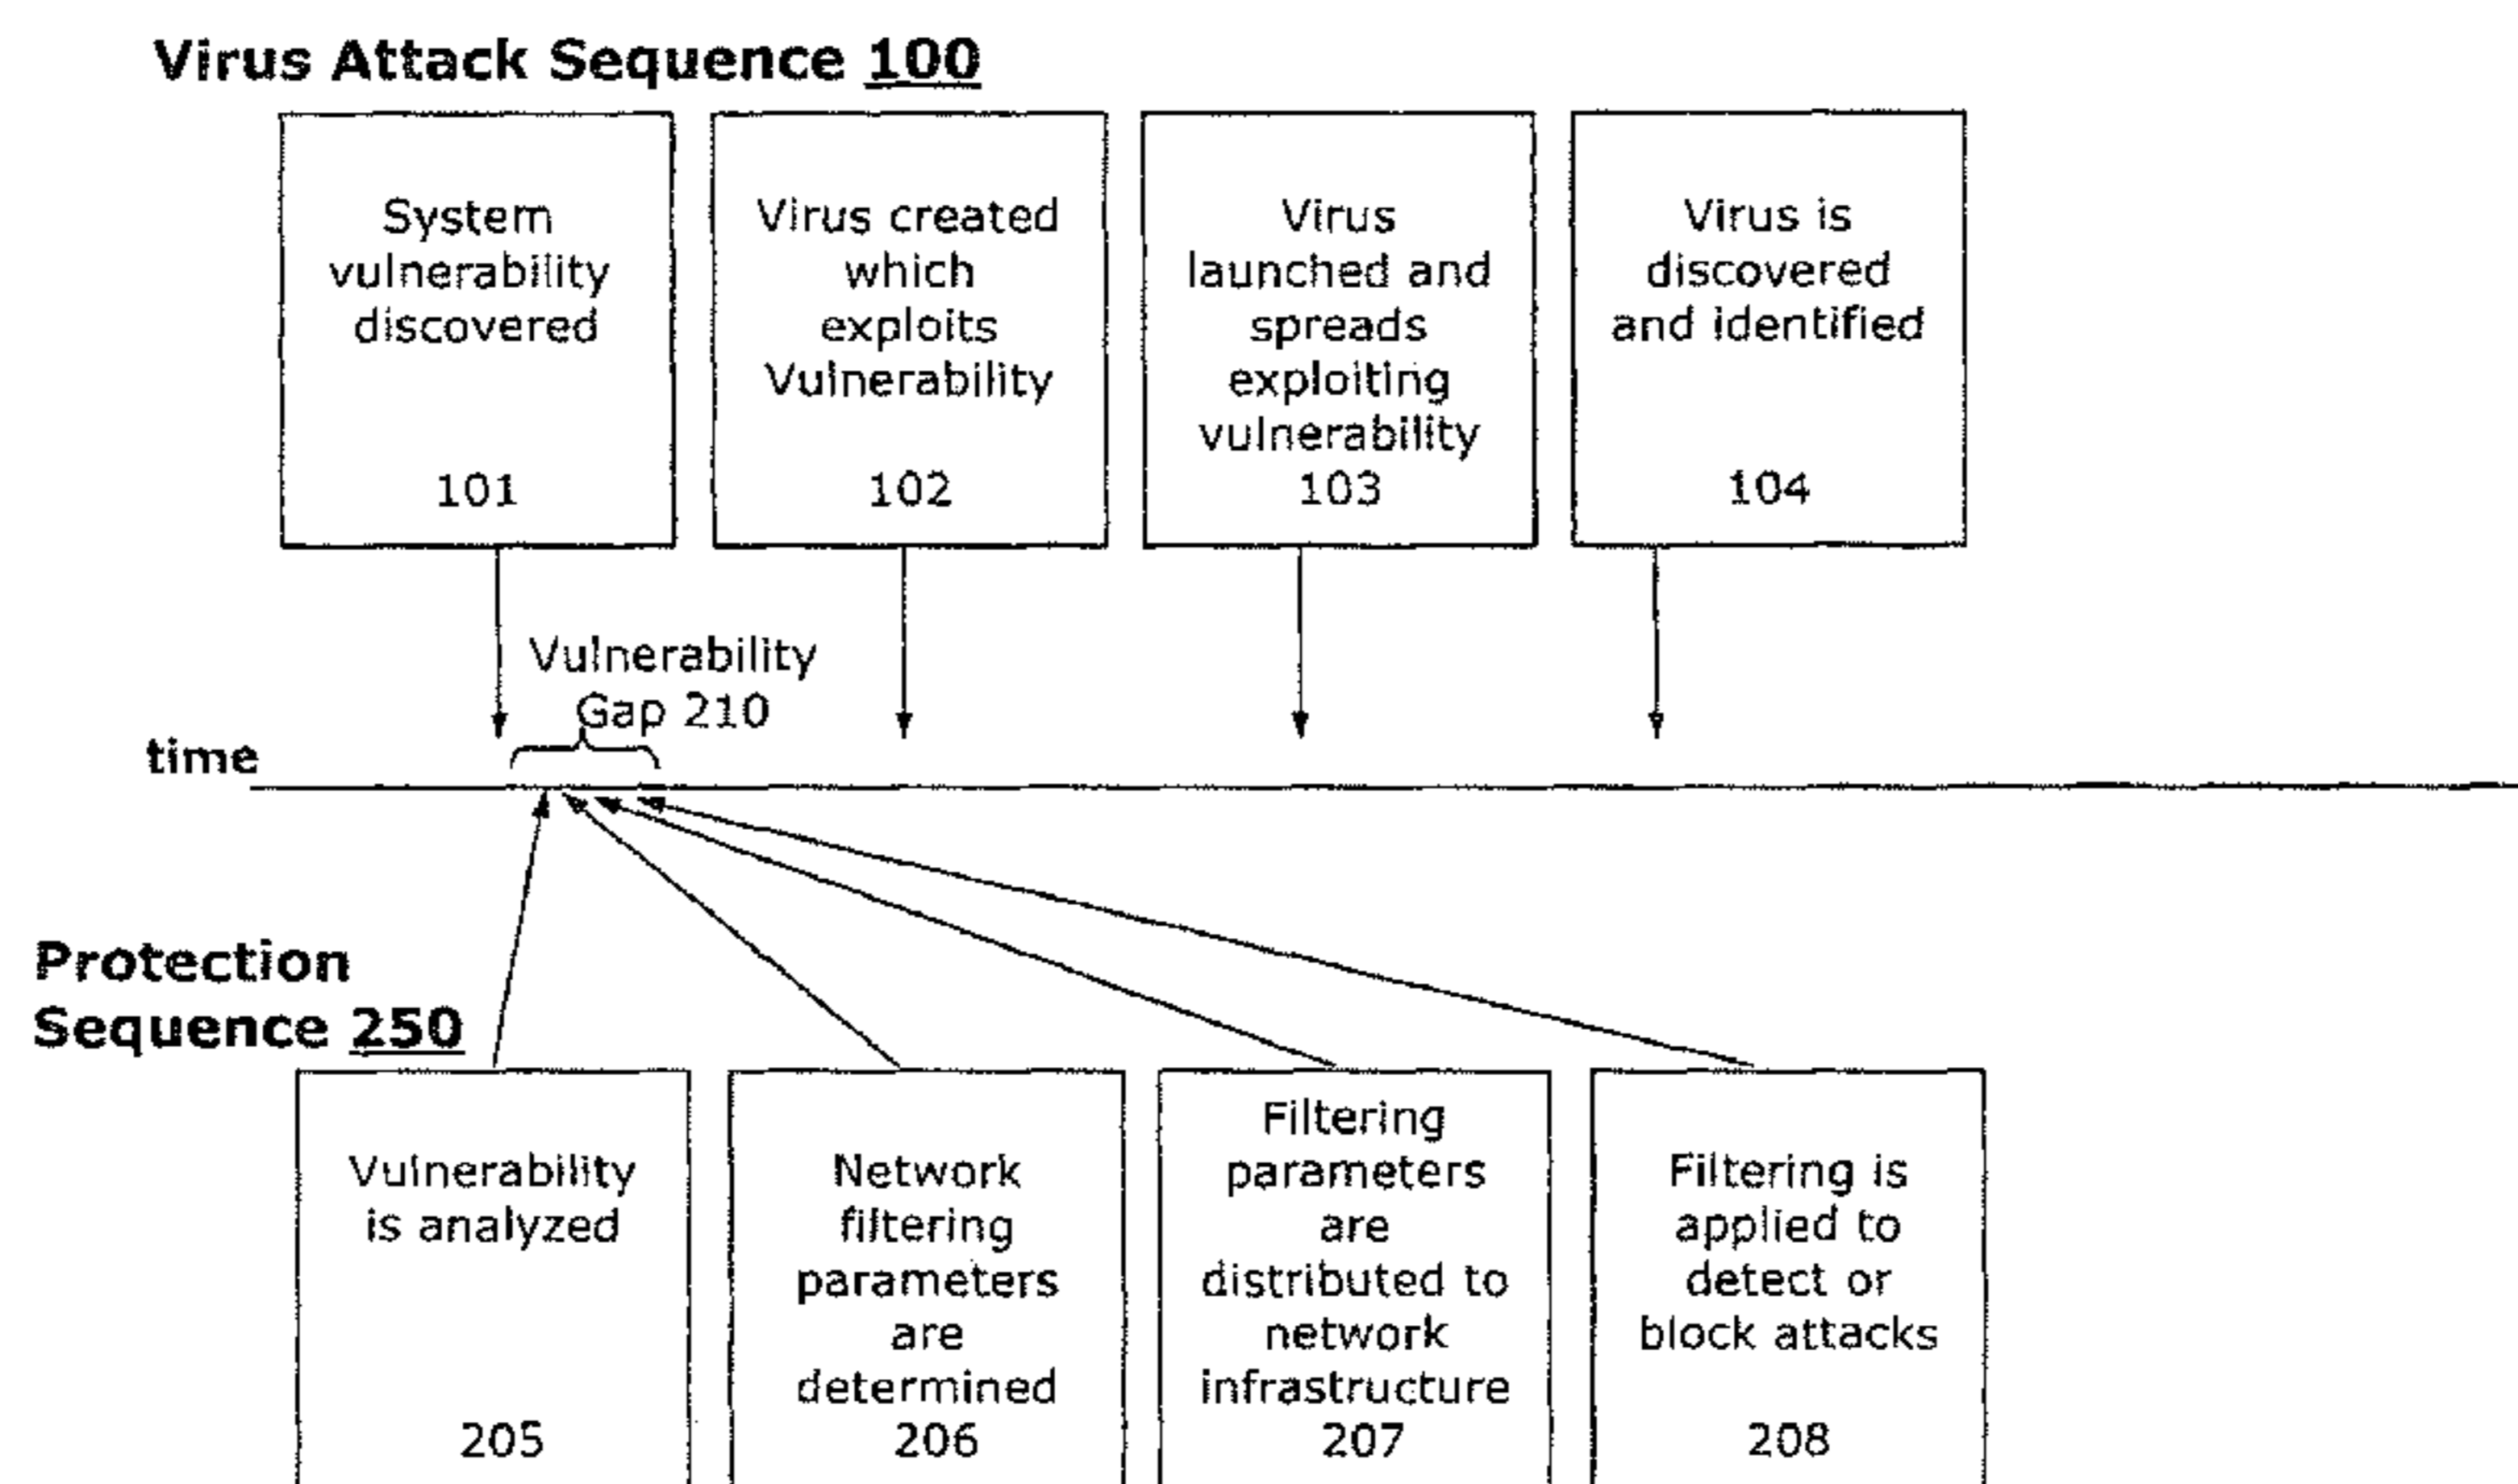 Virus Attack Sequence 100
System
vulnerability
discovered
101
Virus created
which
exploits
Vulnerability
102
Virus
launched and
spreads
exploiting
vulnerability
103
Virus is
discovered
and identified
104
Vulnerability
Gap 210
time
Protection
Sequence 250
Vulnerability
is analyzed
205
Network
filtering
parameters
are
determined
206
Filtering
parameters
are
distributed to
network
infrastructure
207
Filtering is
applied to
detect or
block attacks
208